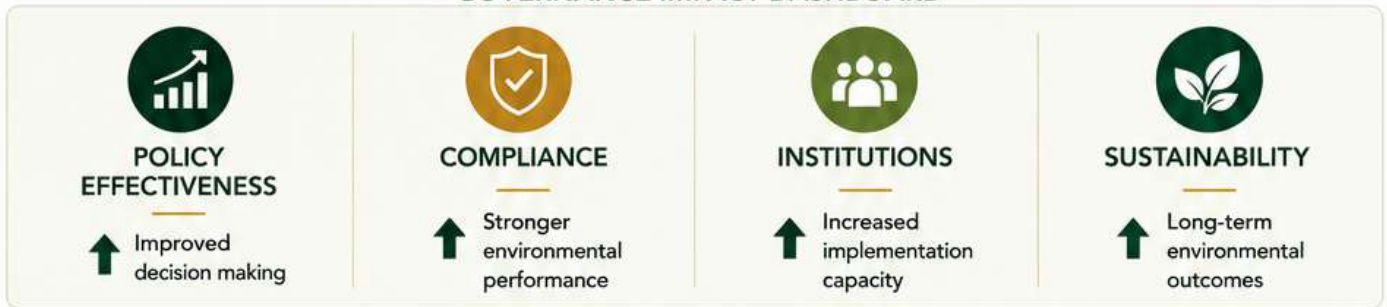 POLICY
EFFECTIVENESS
Improved
decision making
COMPLIANCE
Stronger
environmental
performance
INSTITUTIONS
Increased
implementation
capacity
SUSTAINABILITY
Long-term
environmental
outcomes